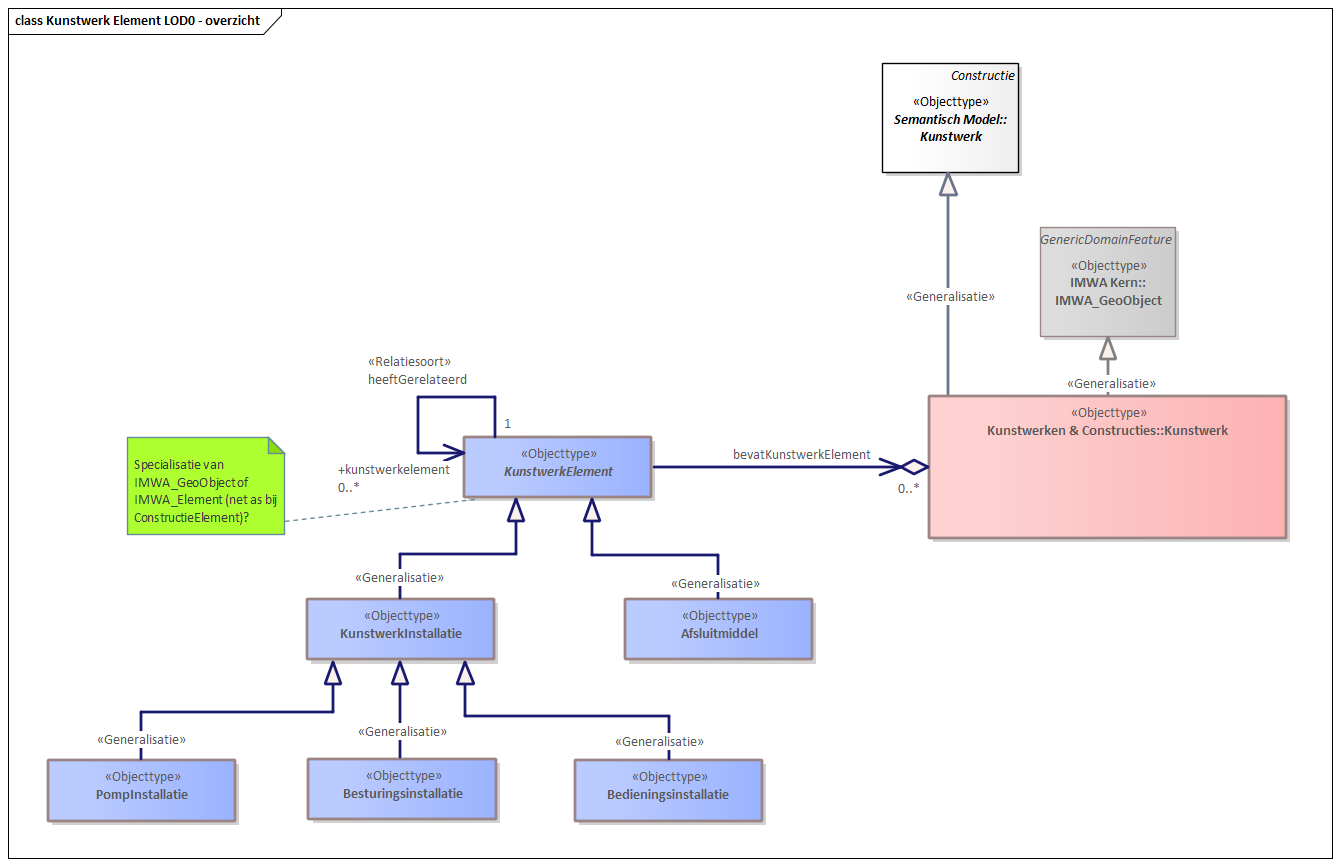 class Kunstwerk Element LOD0 - overzicht
Constructie
«Objecttype»
Semantisch Model::
Kunstwerk
GenericDomainFeature
«Objecttype»
IMWA Kern::
IMWA_GeoObject
«Generalisatie»
«Generalisatie»
«Relatiesoort»
heeftGerelateerd
1
+kunstwerkelement
0..*
«Objecttype»
KunstwerkElement
bevatKunstwerkElement
0..*
«Objecttype»
Kunstwerken & Constructies::Kunstwerk
Specialisatie van
IMWA_GeoObject of
IMWA_Element (net as bij
ConstructieElement)?
«Generalisatie»
«Generalisatie»
«Objecttype»
KunstwerkInstallatie
«Objecttype»
Afsluitmiddel
«Generalisatie»
«Generalisatie»
«Generalisatie»
«Objecttype»
PompInstallatie
«Objecttype»
Besturingsinstallatie
«Objecttype»
Bedieningsinstallatie